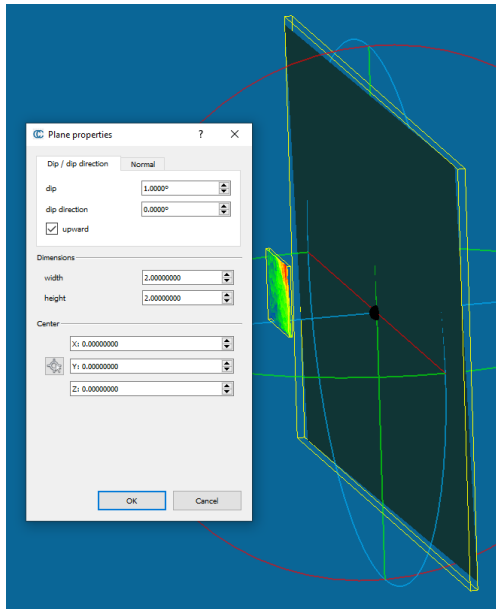 Plane properties ? ×
Dip / dip direction Normal
dip 1.0000°
dip direction 0.0000°
upward
Dimensions
width 2.00000000
height 2.00000000
Center
X: 0.00000000
Y: 0.00000000
Z: 0.00000000
OK Cancel